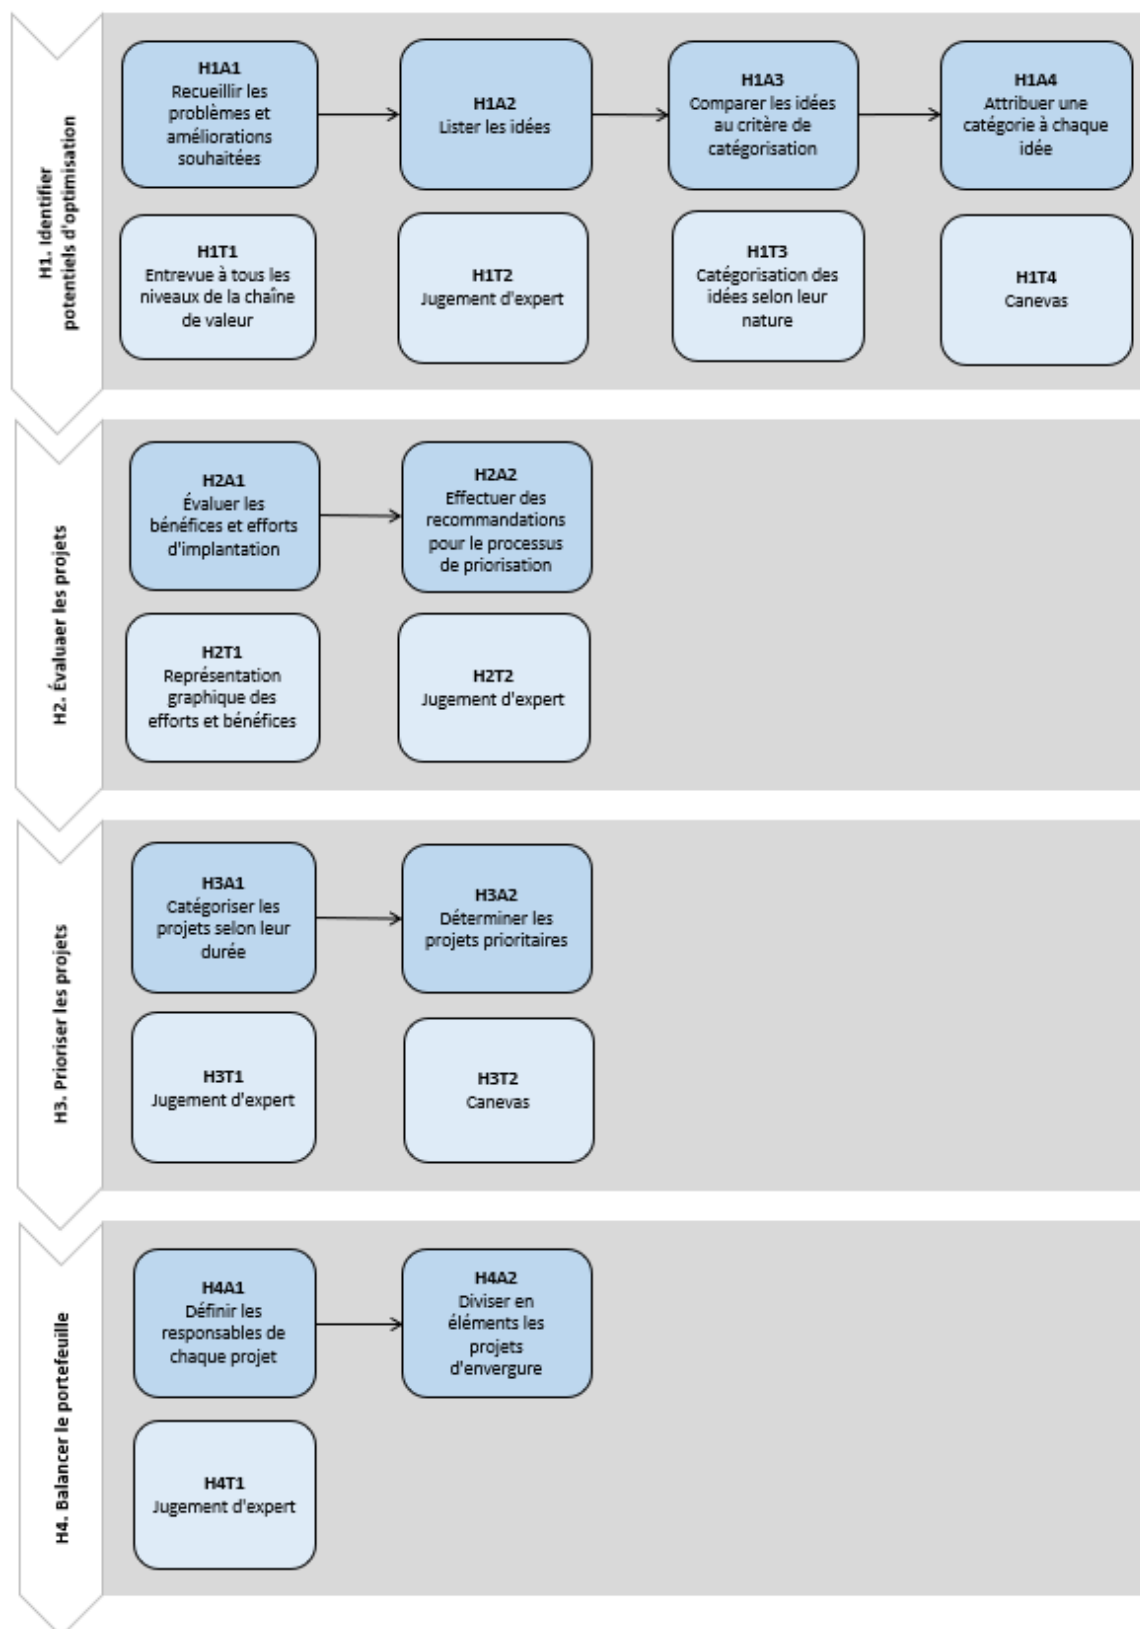 H1. Identifier
potentiels d'optimisation
H1A1
Recueillir les
problèmes et
améliorations
souhaitées
H1A2
Lister les idées
H1A3
Comparer les idées
au critère de
catégorisation
H1A4
Attribuer une
catégorie à chaque
idée
H1T1
Entrevue à tous les
niveaux de la chaîne
de valeur
H1T2
Jugement d'expert
H1T3
Catégorisation des
idées selon leur
nature
H1T4
Canevas
H2. Évaluaer les projets
H2A1
Évaluer les
bénéfices et efforts
d'implantation
H2A2
Effectuer des
recommandations
pour le processus
de priorisation
H2T1
Représentation
graphique des
efforts et bénéfices
H2T2
Jugement d'expert
H3. Prioriser les projets
H3A1
Catégoriser les
projets selon leur
durée
H3A2
Déterminer les
projets prioritaires
H3T1
Jugement d'expert
H3T2
Canevas
H4. Balancer le portefeuille
H4A1
Définir les
responsables de
chaque projet
H4A2
Diviser en
éléments les
projets
d'envergure
H4T1
Jugement d'expert